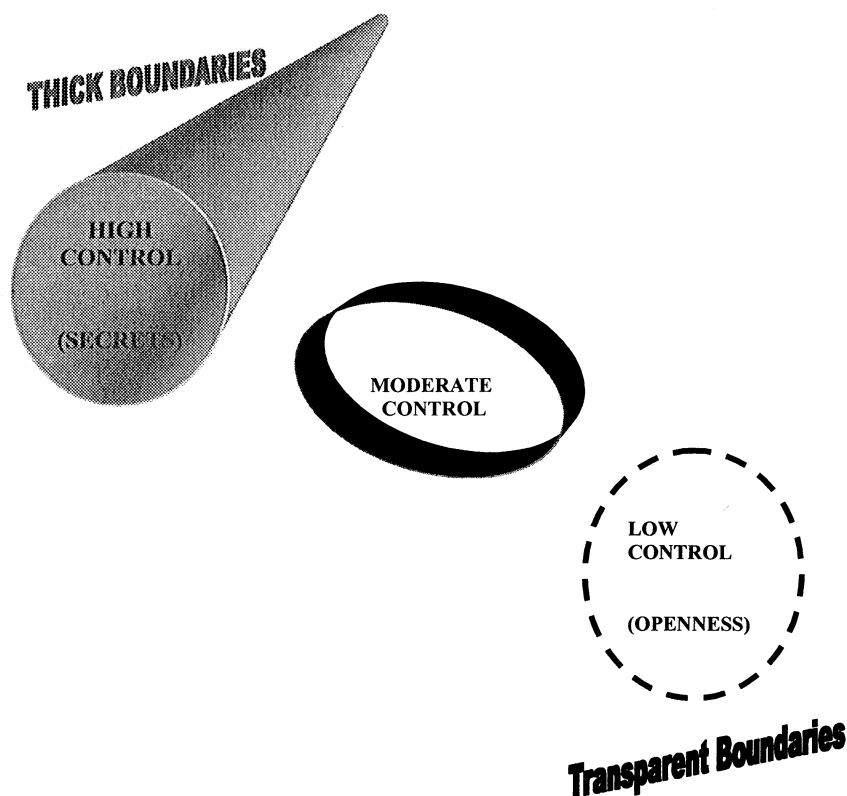 THICK BOUNDARIES
HIGH
CONTROL
(SECRETS)
MODERATE
CONTROL
LOW
CONTROL
(OPENNESS)
Transparent Boundaries